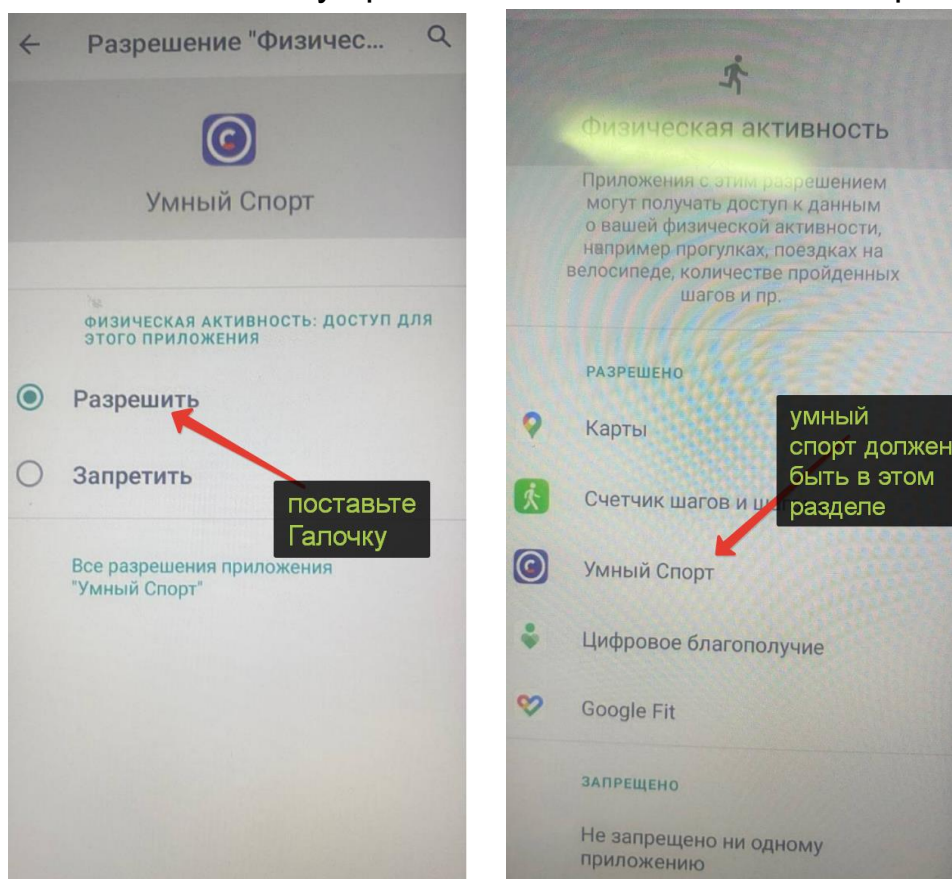 Разрешение "Физичес...
Умный Спорт
ФИЗИЧЕСКАЯ АКТИВНОСТЬ: ДОСТУП ДЛЯ
ЭТОГО ПРИЛОЖЕНИЯ
Разрешить
Запретить
поставьте
Галочку
Все разрешения приложения
"Умный Спорт"
Физическая активность
Приложения с этим разрешением
могут получать доступ к данным
о вашей физической активности,
например прогулках, поездках на
велосипеде, количестве пройденных
шагов и пр.
РАЗРЕШЕНО
Карты
умный
спорт должен
быть в этом
разделе
Счетчик шагов и
Умный Спорт
Цифровое благополучие
Google Fit
ЗАПРЕЩЕНО
Не запрещено ни одному
приложению